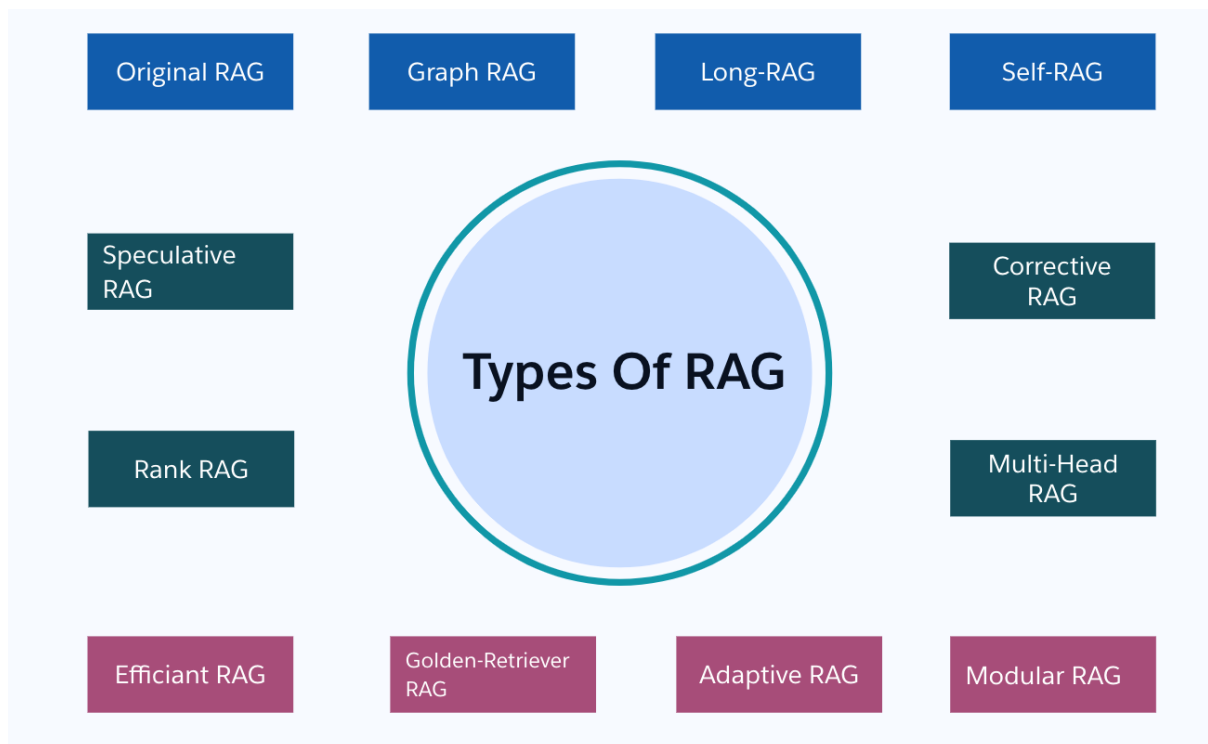 Original RAG
Graph RAG
Long-RAG
Self-RAG
Speculative
RAG
Corrective
RAG
Types Of RAG
Rank RAG
Multi-Head
RAG
Efficiant RAG
Golden-Retriever
RAG
Adaptive RAG
Modular RAG